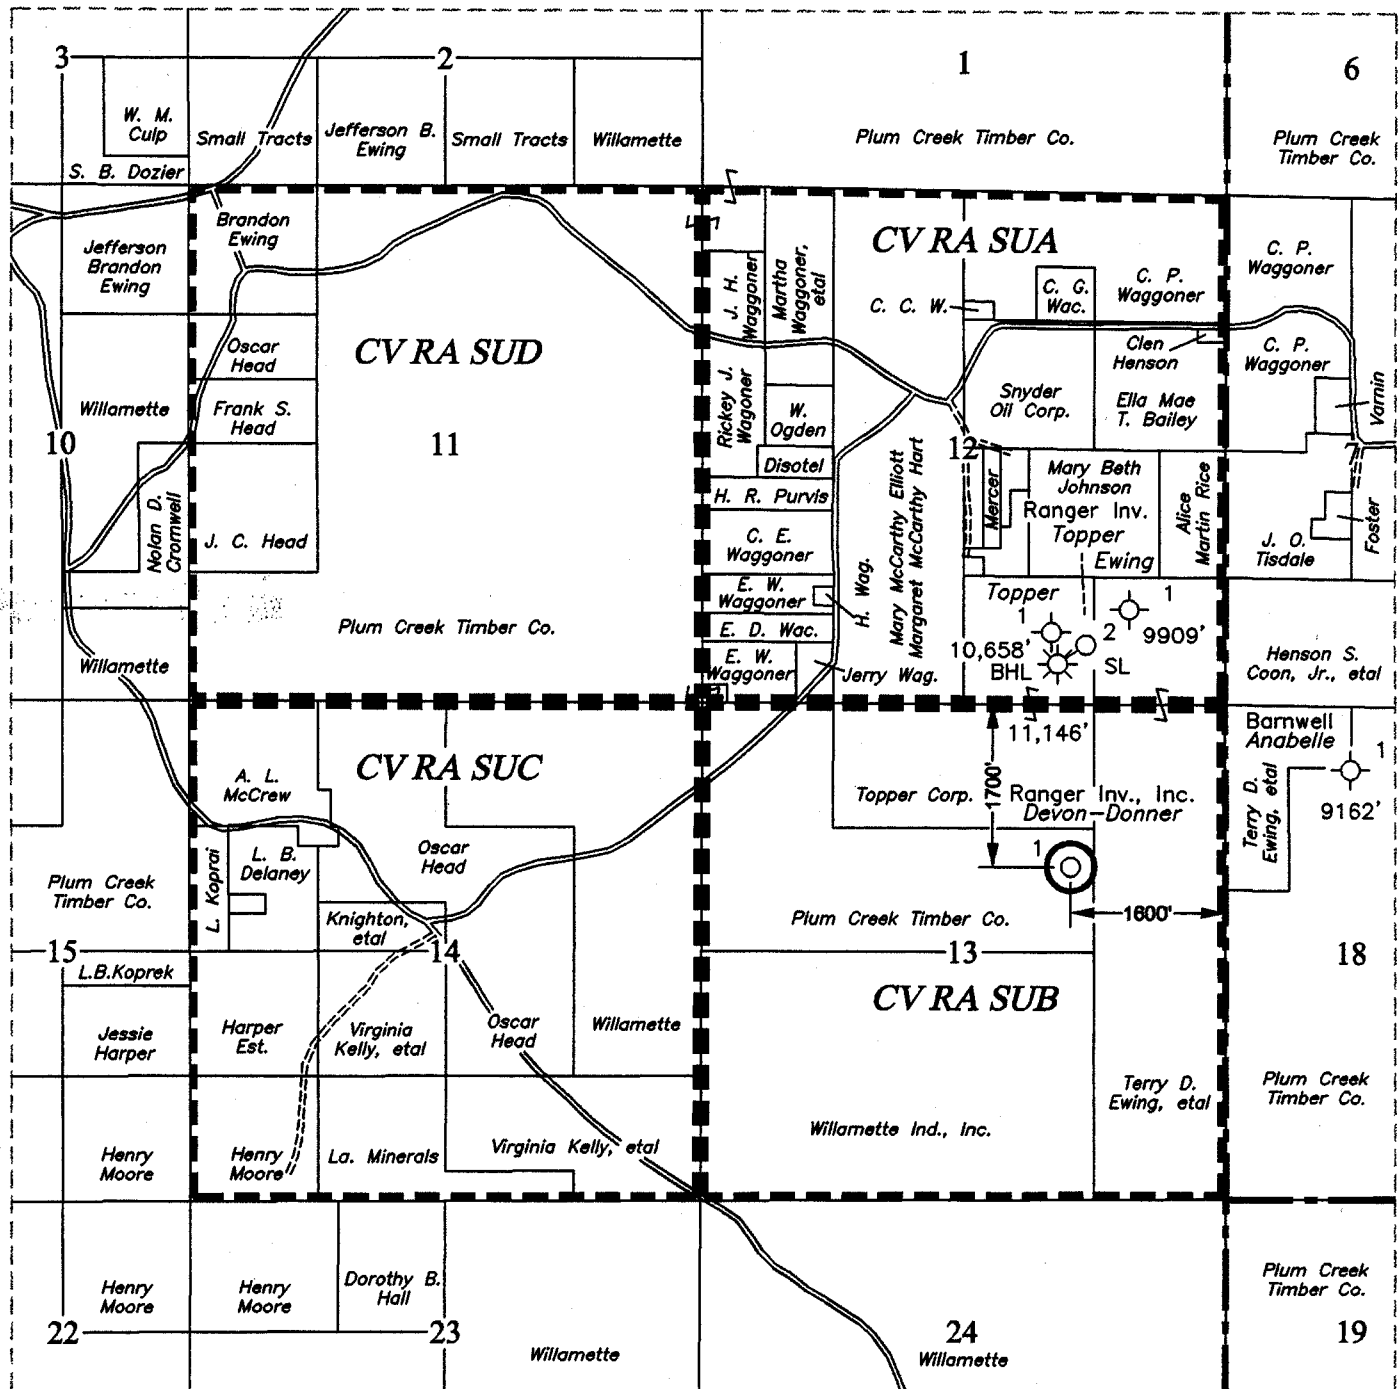 3
2
1
6
W. M.
Culp
Small Tracts
Jefferson B.
Ewing
Small Tracts
Willamette
Plum Creek Timber Co.
Plum Creek
Timber Co.
S. B. Dozier
Brandon
Ewing
Jefferson
Brandon
Ewing
CV RA SUD
Oscar
Head
Frank S.
Head
Willamette
10
11
Nolan D.
Cromwell
J. C. Head
Plum Creek Timber Co.
Willamette
CV RA SUA
J. H.
Waggoner
Martha
Waggoner,
etal
C. C. W.
C. G.
Wac.
C. P.
Waggoner
C. P.
Waggoner
Clen
Henson
C. P.
Waggoner
Rickey J.
Wagoner
W.
Ogden
Snyder
Oil Corp.
Ella Mae
T. Bailey
Varnin
Disotel
12
7
H. R. Purvis
Mary McCarthy Elliott
Margaret McCarthy Hart
Mercer
Mary Beth
Johnson
Ranger Inv.
Topper
Ewing
Alice
Martin Rice
J. O.
Tisdale
Foster
C. E.
Waggoner
E. W.
Waggoner
H. Wag.
E. D. Wac.
E. W.
Waggoner
Jerry Wag.
Topper
1
1
2
9909'
10,658'
BHL
SL
Henson S.
Coon, Jr., etal
11,146'
CV RA SUC
A. L.
McCrew
L. Koprai
L. B.
Delaney
Oscar
Head
Knighton,
etal
Plum Creek
Timber Co.
15
14
L.B.Koprek
Jessie
Harper
Harper
Est.
Virginia
Kelly, etal
Oscar
Head
Willamette
Henry
Moore
Henry
Moore
La. Minerals
Virginia Kelly, etal
Topper Corp.
1700'
Ranger Inv., Inc.
Devon-Donner
1
1600'
Plum Creek Timber Co.
13
CV RA SUB
Willamette Ind., Inc.
Terry D.
Ewing, etal
Barnwell
Anabelle
1
9162'
Terry D.
Ewing, etal
18
Plum Creek
Timber Co.
Henry
Moore
Henry
Moore
Dorothy B.
Hall
22
23
Willamette
24
Willamette
Plum Creek
Timber Co.
19